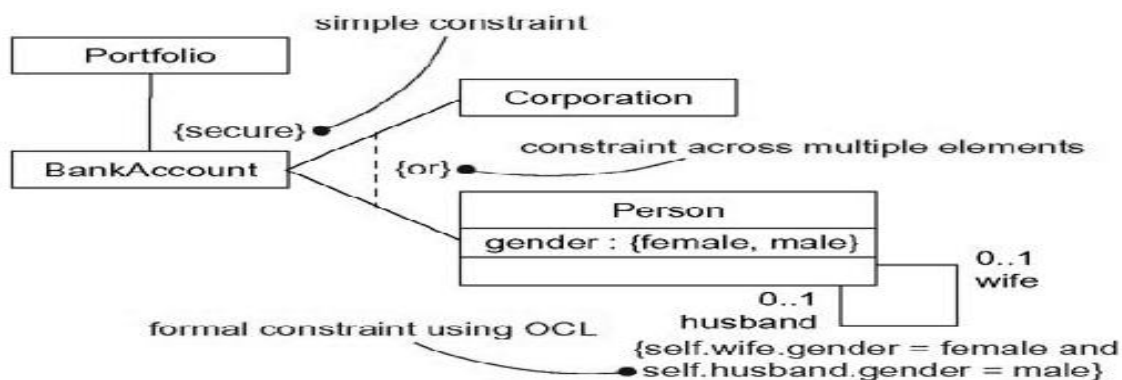 simple constraint
Portfolio
Corporation
{secure}
constraint across multiple elements
BankAccount
{or}
Person
gender : {female, male}
0..1
wife
0..1
husband
formal constraint using OCL
{self.wife.gender = female and
self.husband.gender = male}